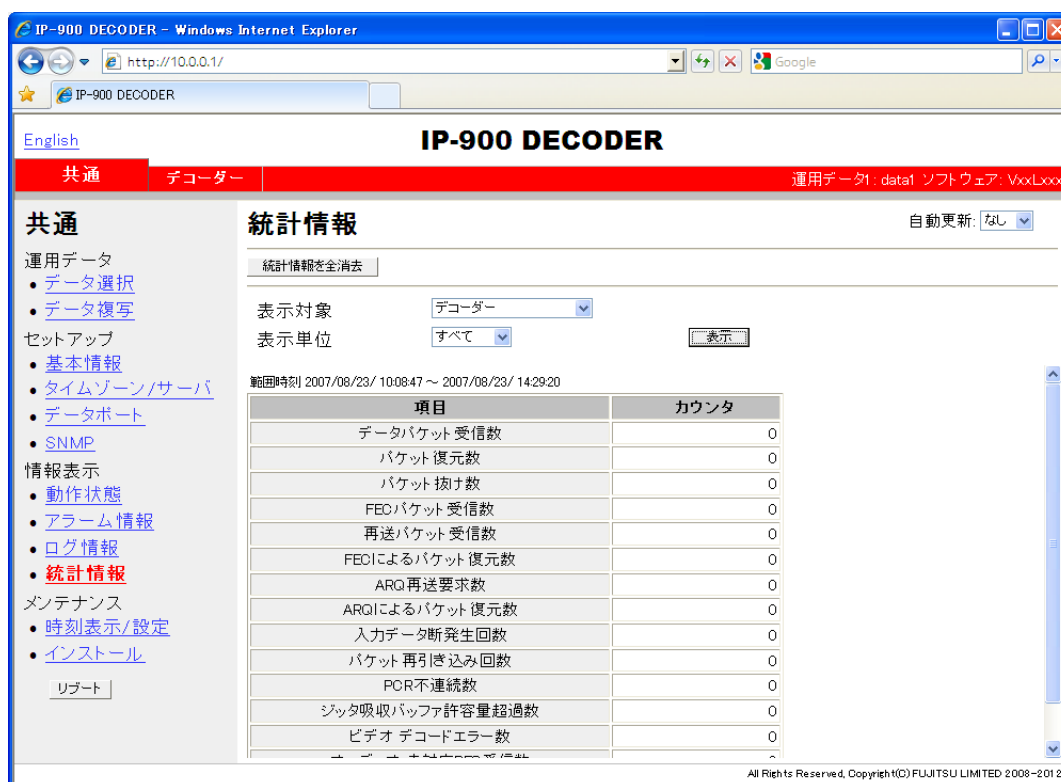 IP-900 DECODER - Windows Internet Explorer
http://10.0.0.1/
Google
IP-900 DECODER
English
IP-900 DECODER
共通
デコーダー
運用データ1: data1 ソフトウェア: VxxLxxx
共通
運用データ
データ選択
データ複写
セットアップ
基本情報
タイムゾーン/サーバ
データポート
SNMP
情報表示
動作状態
アラーム情報
ログ情報
統計情報
メンテナンス
時刻表示/設定
インストール
リブート
統計情報
自動更新: なし
統計情報を全消去
表示対象 デコーダー
表示単位 すべて 表示
範囲時刻 2007/08/23/ 10:08:47 ~ 2007/08/23/ 14:29:20
項目 カウンタ
データパケット受信数 0
パケット復元数 0
パケット抜け数 0
FECパケット受信数 0
再送パケット受信数 0
FECによるパケット復元数 0
ARQ再送要求数 0
ARQによるパケット復元数 0
入力データ断発生回数 0
パケット再引き込み回数 0
PCR不連続数 0
ジッタ吸収バッファ許容量超過数 0
ビデオ デコードエラー数 0
All Rights Reserved, Copyright(C) FUJITSU LIMITED 2008-2012